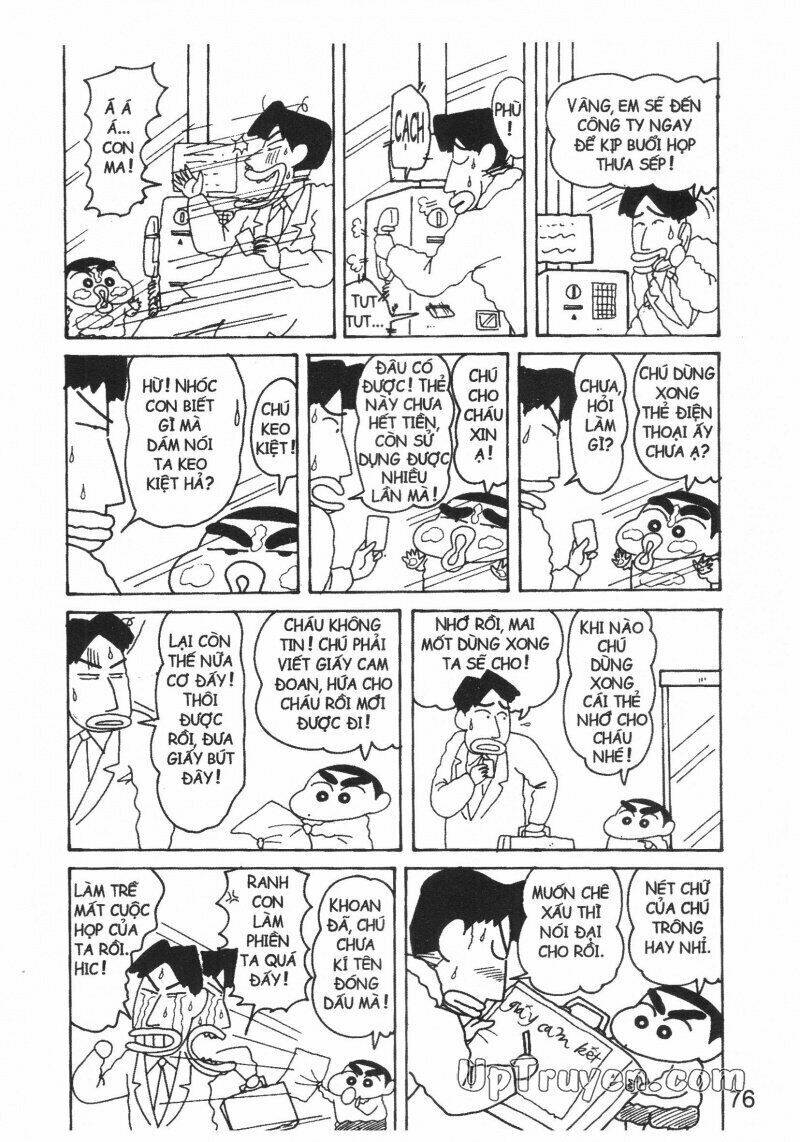 VÂNG, EM SẼ ĐẾN
CÔNG TY NGAY
ĐỂ KỊP BUỔI HỌP
THƯA SẾP!
PHÙ
!
CẠCH
TUT
TUT...
Á Á
Á...
CON
MA!
CHÚ DÙNG
XONG
THẺ ĐIỆN
THOẠI ẤY
CHƯA Ạ?
CHƯA,
HỎI
LÀM
GÌ?
CHÚ
CHO
CHÁU
XIN
Ạ!
ĐÂU CÓ
ĐƯỢC! THẺ
NÀY CHƯA
HẾT TIỀN,
CÒN SỬ
DỤNG ĐƯỢC
NHIỀU
LẦN MÀ!
CHÚ
KEO
KIỆT!
HỪ! NHÓC
CON BIẾT
GÌ MÀ
DÁM NÓI
TA KEO
KIỆT HẢ?
KHI NÀO
CHÚ
DÙNG
XONG
CÁI THẺ
NHỚ CHO
CHÁU
NHÉ!
NHỚ RỒI, MAI
MỐT DÙNG XONG
TA SẼ CHO!
CHÁU KHÔNG
TIN! CHÚ PHẢI
VIẾT GIẤY CAM
ĐOAN, HỨA CHO
CHÁU RỒI MỚI
ĐƯỢC ĐI!
LẠI CÒN
THẾ NỮA
CƠ ĐẤY!
THÔI
ĐƯỢC
RỒI, ĐƯA
GIẤY BÚT
ĐÂY!
NÉT CHỮ
CỦA CHÚ
TRÔNG
HAY NHỈ.
MUỐN CHÊ
XẤU THÌ
NÓI ĐẠI
CHO RỒI.
giấy cam kết
KHOAN
ĐÃ, CHÚ
CHƯA
KÍ TÊN
ĐÓNG
DẤU MÀ!
RANH
CON
LÀM
PHIỀN
TA QUÁ
ĐẤY!
LÀM TRỄ
MẤT CUỘC
HỌP CỦA
TA RỒI..
HIC!
UpTruyen.com
76